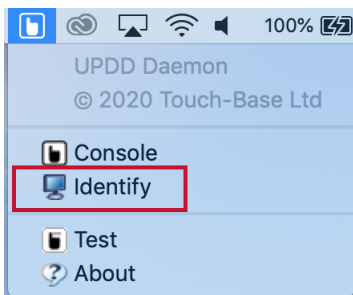 100%
UPDD Daemon
© 2020 Touch-Base Ltd
Console
Identify
Test
About